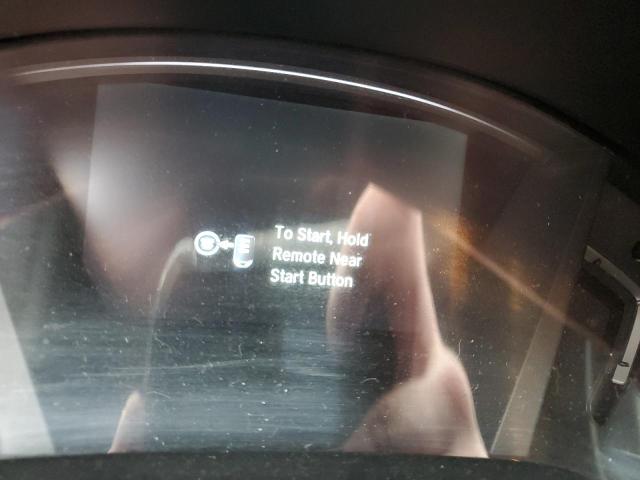 To Start, Hold
Remote Near
Start Button